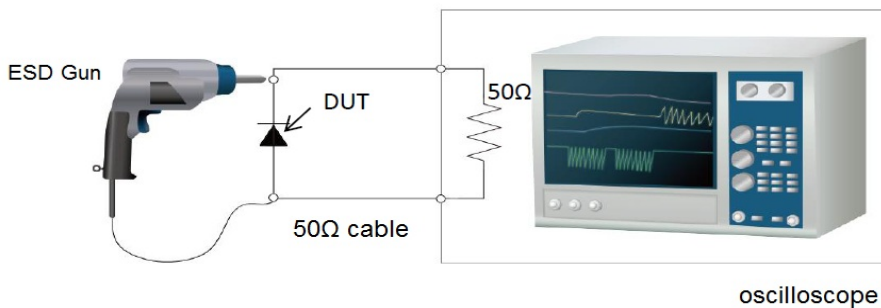 ESD Gun
DUT
50Ω
50Ω cable
oscilloscope